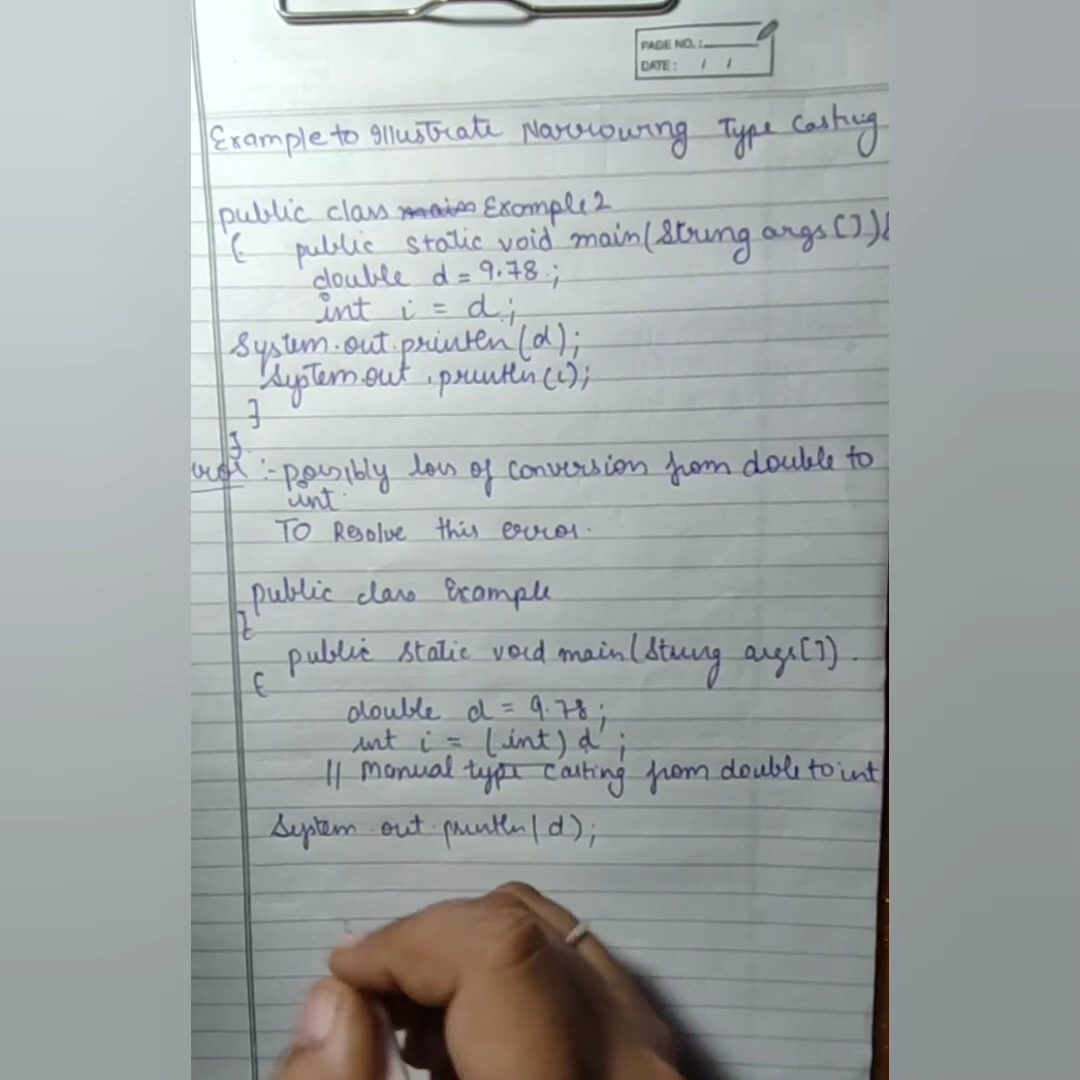 PAGE NO.:
DATE: / /
Example to Illustrate Narrowing Type Casting
public class Example 2
{ public static void main(String args[]){
double d = 9.78;
int i = d;
System.out.println(d);
System.out.println(i);
}
}
: - possibly loss of conversion from double to
int.
TO Resolve this error.
public class Example
{
public static void main(String args[]).
{
double d = 9.78;
int i = (int) d;
// Manual type casting from double to int
System.out.println(d);